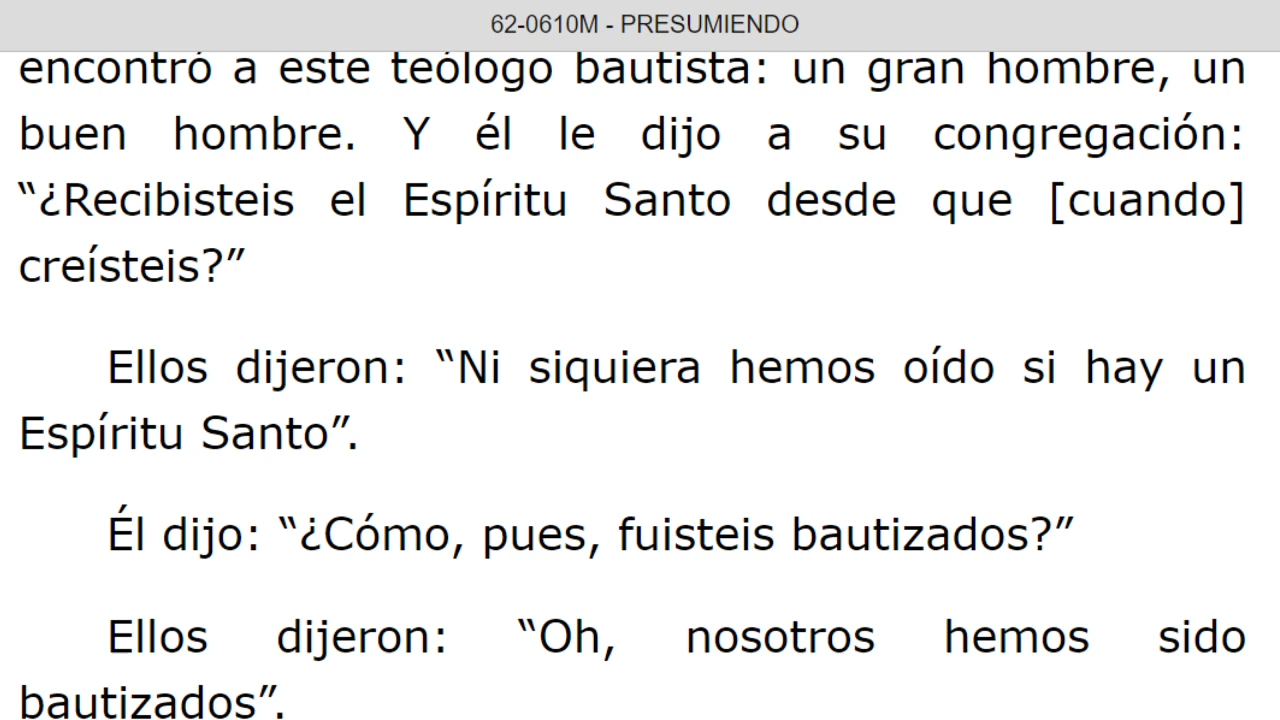 62-0610M - PRESUMIENDO
encontró a este teólogo bautista: un gran hombre, un
buen hombre. Y él le dijo a su congregación:
“¿Recibisteis el Espíritu Santo desde que [cuando]
creísteis?”
Ellos dijeron: “Ni siquiera hemos oído si hay un
Espíritu Santo”.
Él dijo: “¿Cómo, pues, fuisteis bautizados?”
Ellos dijeron: “Oh, nosotros hemos sido
bautizados”.